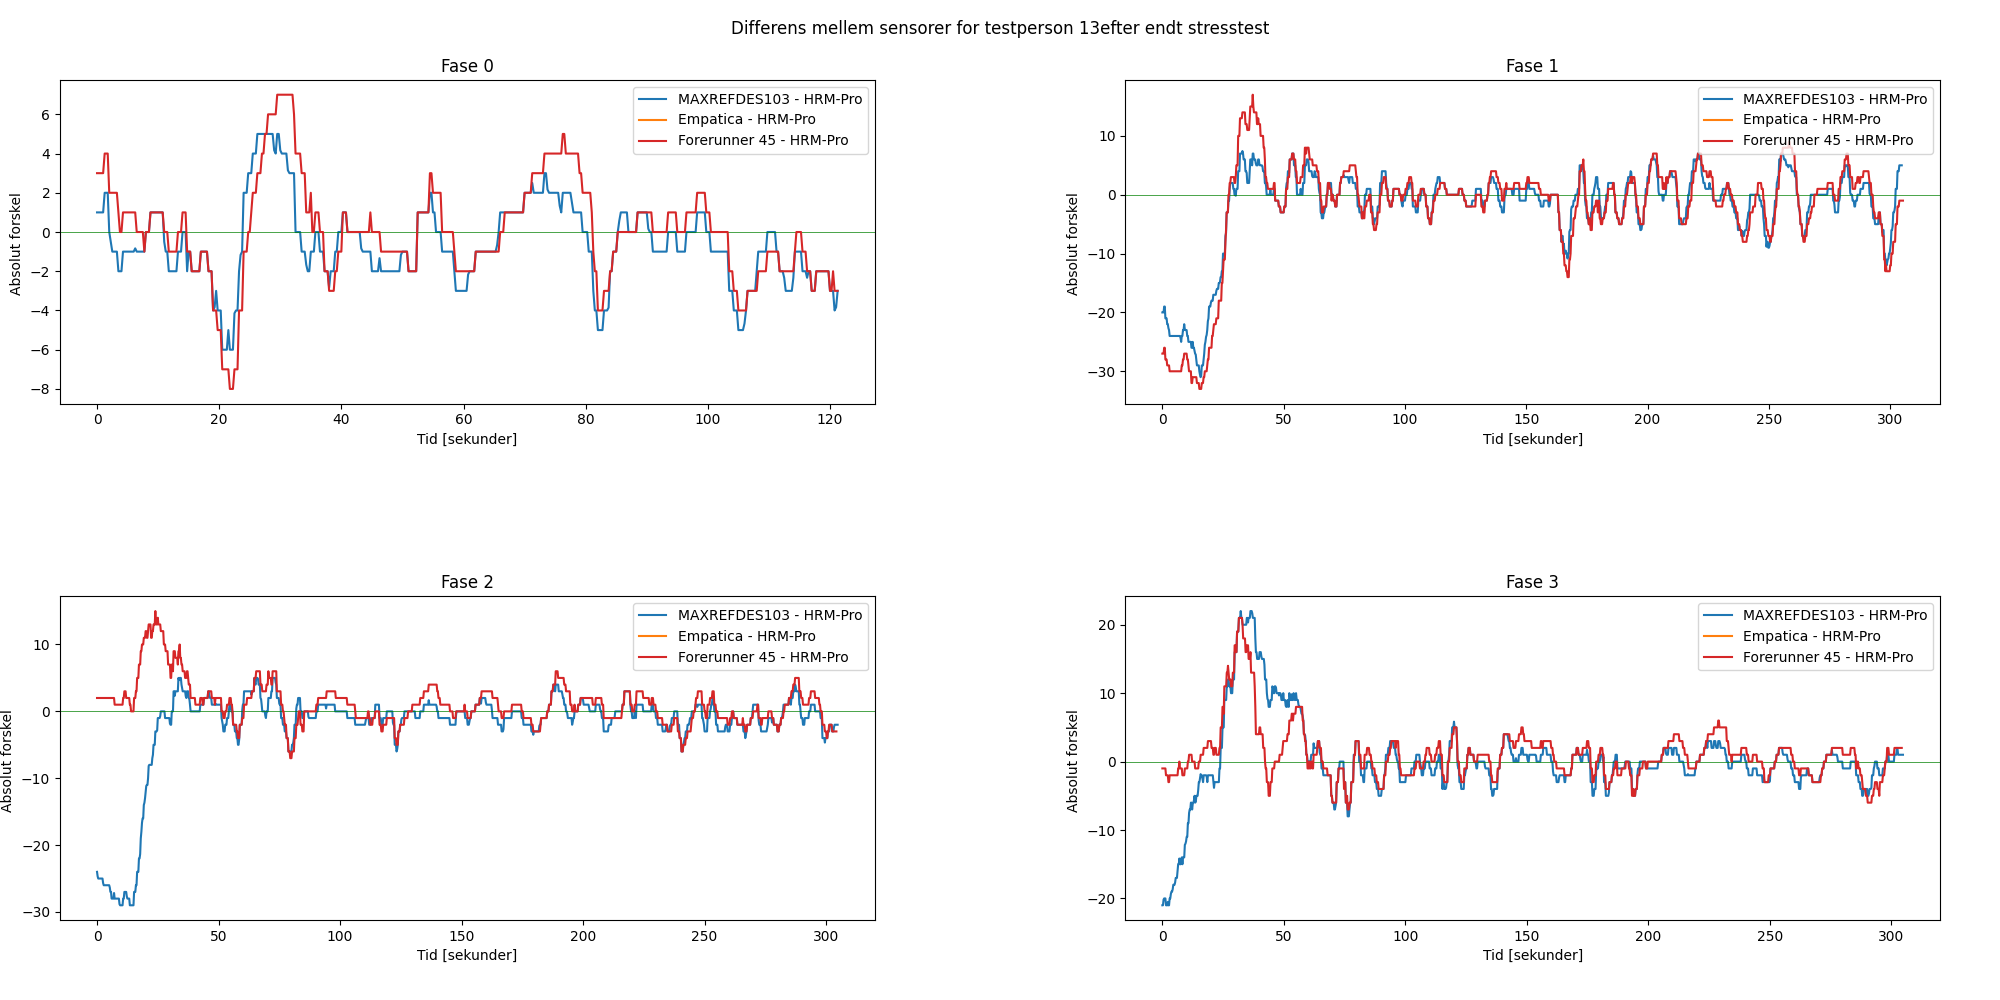 Differens mellem sensorer for testperson 13efter endt stresstest
Fase 0
MAXREFDES103 - HRM-Pro
Empatica - HRM-Pro
Forerunner 45 - HRM-Pro
6
4
2
0
−2
−4
−6
−8
Absolut forskel
0 20 40 60 80 100 120
Tid [sekunder]
Fase 1
MAXREFDES103 - HRM-Pro
Empatica - HRM-Pro
Forerunner 45 - HRM-Pro
10
0
−10
−20
−30
Absolut forskel
0 50 100 150 200 250 300
Tid [sekunder]
Fase 2
MAXREFDES103 - HRM-Pro
Empatica - HRM-Pro
Forerunner 45 - HRM-Pro
10
0
−10
−20
−30
Absolut forskel
0 50 100 150 200 250 300
Tid [sekunder]
Fase 3
MAXREFDES103 - HRM-Pro
Empatica - HRM-Pro
Forerunner 45 - HRM-Pro
20
10
0
−10
−20
Absolut forskel
0 50 100 150 200 250 300
Tid [sekunder]